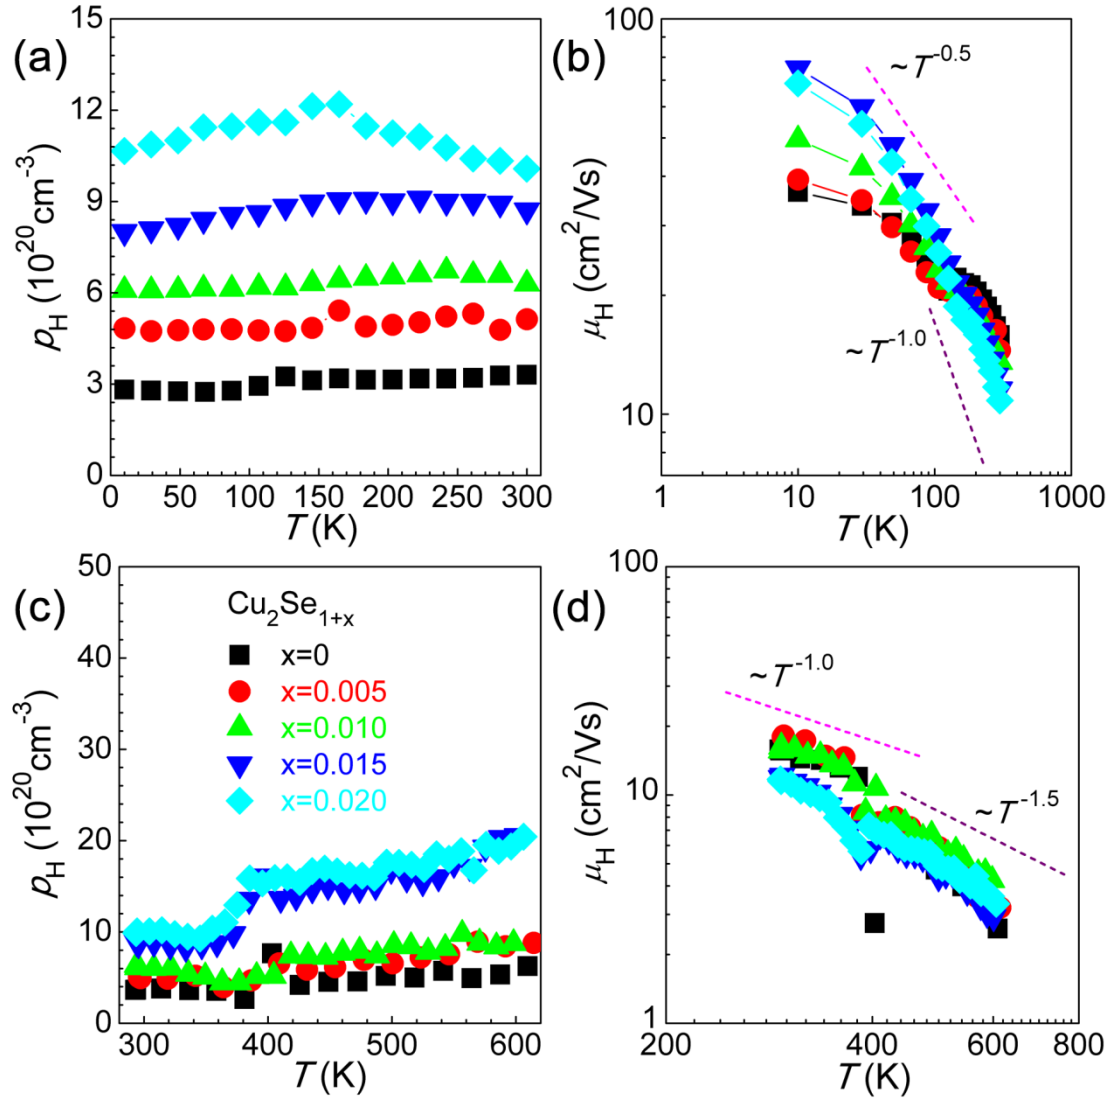 (a)
15
12
9
6
3
0
p_H (10^20cm^-3)
0 50 100 150 200 250 300
T (K)
(b)
100
10
μ_H (cm^2/Vs)
~T^-0.5
~T^-1.0
1 10 100 1000
T (K)
(c)
50
40
30
20
10
0
p_H (10^20cm^-3)
Cu₂Se₁₊ₓ
x=0
x=0.005
x=0.010
x=0.015
x=0.020
300 400 500 600
T (K)
(d)
100
10
1
μ_H (cm^2/Vs)
~T^-1.0
~T^-1.5
200 400 600 800
T (K)